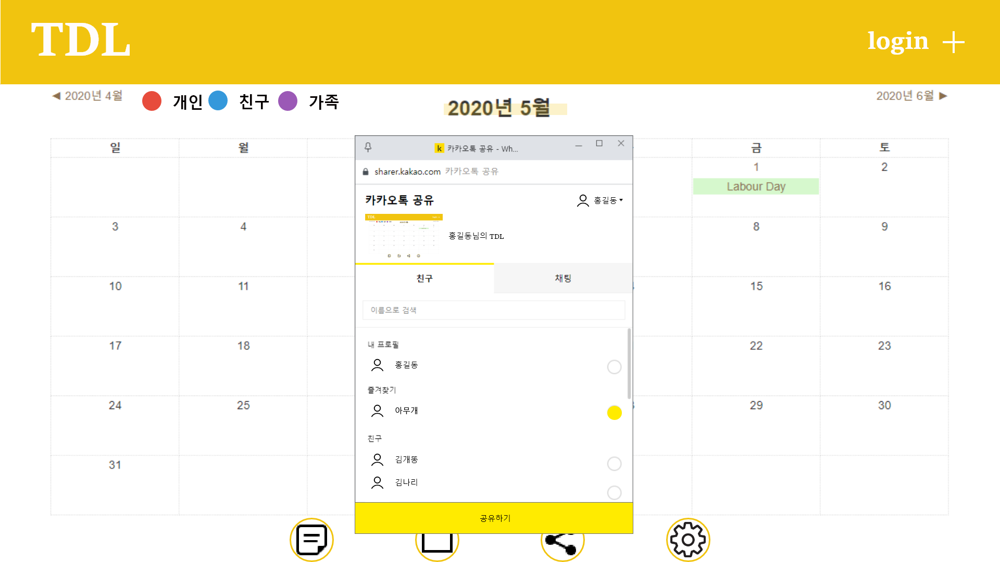 TDL
login
◀ 2020년 4월
개인 친구 가족
2020년 5월
2020년 6월 ▶
일 월 금 토
1 2
Labour Day
3 4 8 9
10 11 15 16
17 18 22 23
24 25 29 30
31
k 카카오톡 공유 - Wh...
sharer.kakao.com 카카오톡 공유
카카오톡 공유
홍길동
홍길동님의 TDL
친구 채팅
이름으로 검색
내 프로필
홍길동
즐겨찾기
아무개
친구
김개똥
김나리
공유하기